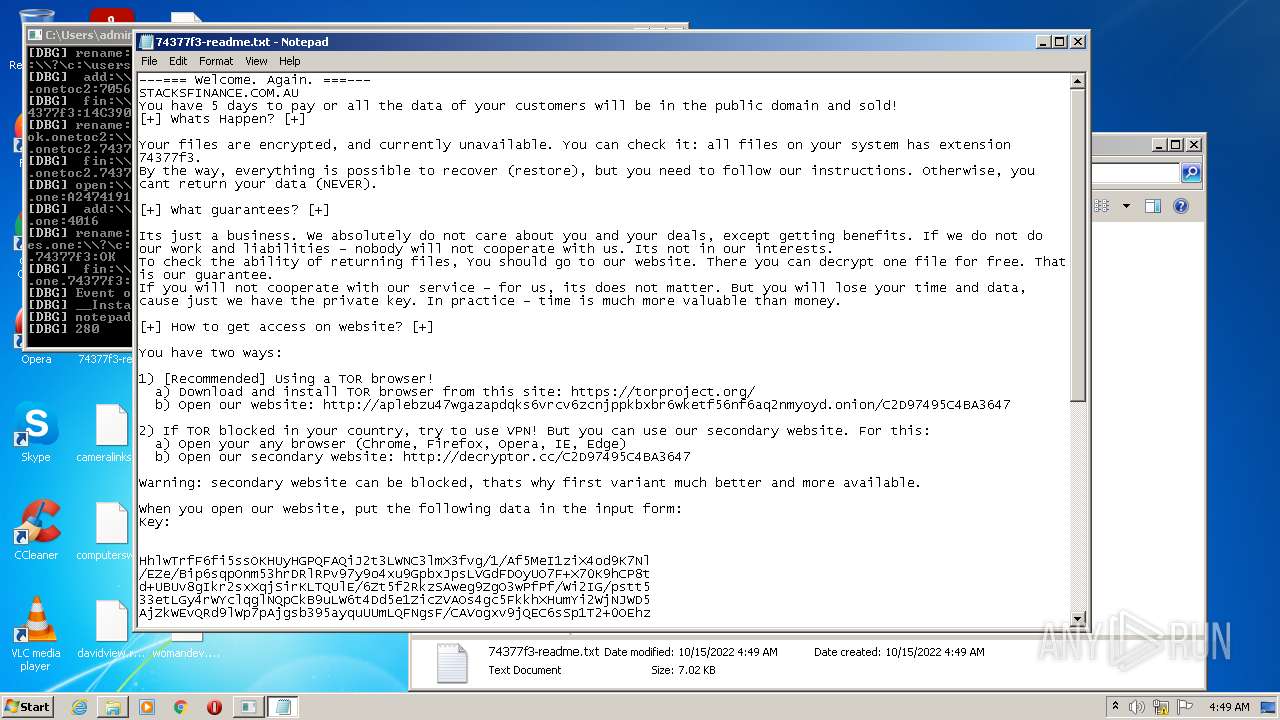 C:\Users\admin
[DBG] rename:
:\\?\c:\users
[DBG]  add:\\
.onetoc2:7056
[DBG]  fin:\\
4377f3:14C390
[DBG] rename:
ok.onetoc2:\\
.onetoc2.7437
[DBG]  fin:\\
.onetoc2.7437
[DBG] open:\\
.one:A2474191
[DBG]  add:\\
.one:4016
[DBG] rename:
es.one:\\?\c:
.74377f3:OK
[DBG]  fin:\\
.one.74377f3:
[DBG] Event o
[DBG] __Insta
[DBG] notepad
[DBG] 280
74377f3-readme.txt - Notepad
File Edit Format View Help
---=== Welcome. Again. ===---
STACKSFINANCE.COM.AU
You have 5 days to pay or all the data of your customers will be in the public domain and sold!
[+] Whats Happen? [+]
Your files are encrypted, and currently unavailable. You can check it: all files on your system has extension
74377f3.
By the way, everything is possible to recover (restore), but you need to follow our instructions. Otherwise, you
cant return your data (NEVER).
[+] What guarantees? [+]
Its just a business. We absolutely do not care about you and your deals, except getting benefits. If we do not do
our work and liabilities - nobody will not cooperate with us. Its not in our interests.
To check the ability of returning files, You should go to our website. There you can decrypt one file for free. That
is our guarantee.
If you will not cooperate with our service - for us, its does not matter. But you will lose your time and data,
cause just we have the private key. In practice - time is much more valuable than money.
[+] How to get access on website? [+]
You have two ways:
1) [Recommended] Using a TOR browser!
a) Download and install TOR browser from this site: https://torproject.org/
b) Open our website: http://aplebzu47wgazapdqks6vrcv6zcnjppkbxbr6wketf56nf6aq2nmyoyd.onion/C2D97495C4BA3647
2) If TOR blocked in your country, try to use VPN! But you can use our secondary website. For this:
a) Open your any browser (Chrome, Firefox, Opera, IE, Edge)
b) Open our secondary website: http://decryptor.cc/C2D97495C4BA3647
Warning: secondary website can be blocked, thats why first variant much better and more available.
When you open our website, put the following data in the input form:
Key:
HhlwTrfF6fi5ssOKHUyHGPQFAQiJ2t3LWNC3lmX3fvg/1/Af5MeI1ziX4od9K7Nl
/EZe/Bip6sqpOnm53hrDRlRPv97y9o4xu9GpbxJpsLVGdFDOyUO7F+X7OK9hCP8t
d+UBUv8gIkr2sxXqjSirKLTQUlE/6Zt5f2RkzSAweg9Zgo3wPfPf/WiZIG/pstt5
33etLGy4rWYclqglNQpCkB9uLW6t4Dd5e1ZicZVAOs4gc5FkkhXHumYj2WjNJWD5
AjZkWEvQRd9lWp7pAjgsb395ayquUUmLQFNgsF/CAVogxv9jQEC6sSp1T2+OOEhz
Opera
74377f3-re
Skype
cameralinks
CCleaner
computersw
VLC media
player
davidview.r...
womandev....
74377f3-readme.txt Date modified: 10/15/2022 4:49 AM Date created: 10/15/2022 4:49 AM
Text Document Size: 7.02 KB
ANY RUN
Start
4:49 AM